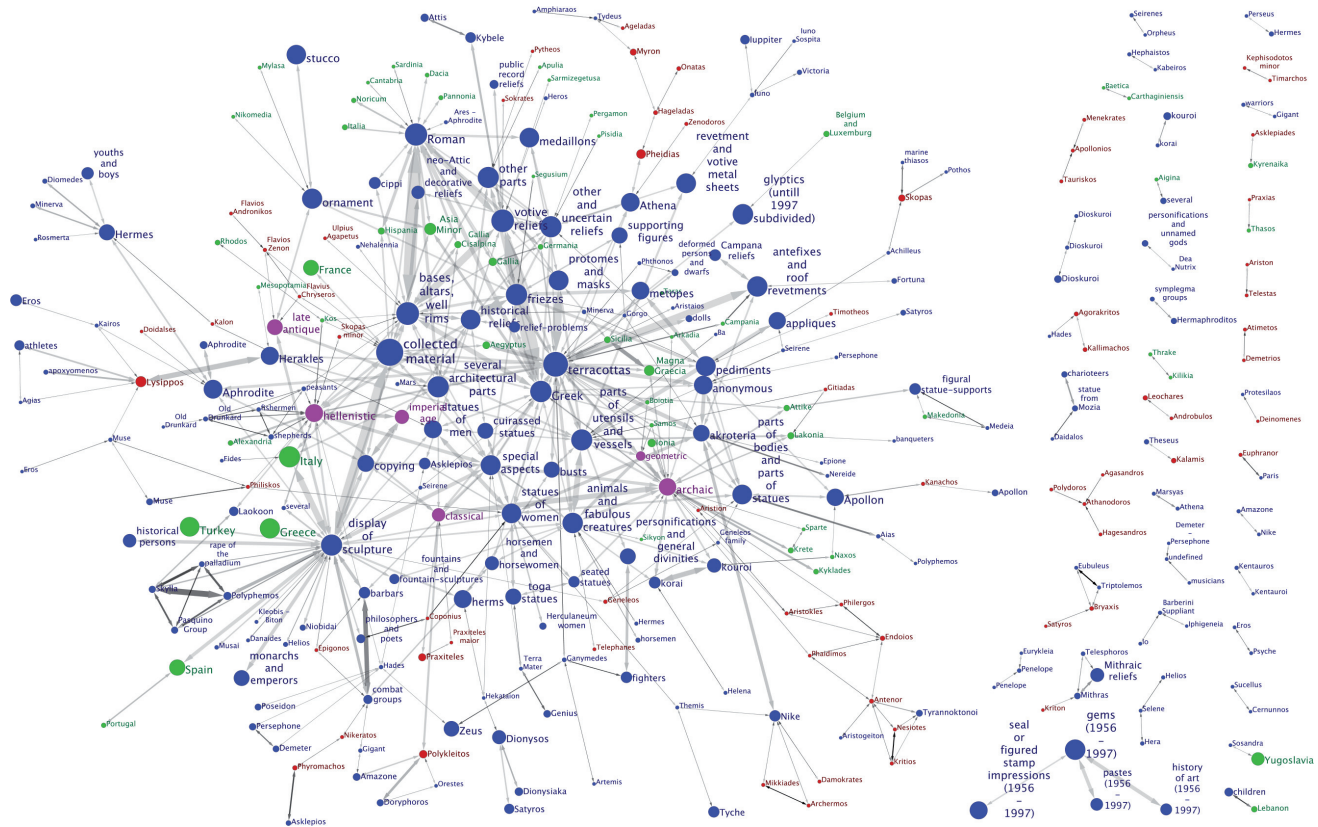 Attis
Kybele
Amphiaraos
Tydeus
Ageladas
Myron
Iuppiter
Iuno
Sospita
Seirenes
Orpheus
Perseus
Hermes
stucco
Mylasa
Sardinia
Cantabria
Dacia
Noricum
Pannonia
Italia
Ares -
Aphrodite
Nikomedia
Roman
public
record
reliefs
Pytheos
Apulia
Sarmizegetusa
Sokrates
Heros
Onatas
Hageladas
Zenodoros
Pheidias
Victoria
Iuno
Hephaistos
Kabeiros
Kephisodotos
minor
Timarchos
Baetica
Carthaginiensis
Belgium
and
Luxemburg
warriors
Gigant
Menekrates
kouroi
korai
Asklepiades
Kyrenaika
Apollonios
Tauriskos
medaillons
Pergamon
Pisidia
Segusium
revetment
and
votive
metal
sheets
marine
thiasos
Pothos
Skopas
Achilleus
youths
and
boys
Diomedes
Minerva
Rosmerta
Hermes
ornament
cippi
neo-Attic
and
decorative
reliefs
other
parts
votive
reliefs
other
and
uncertain
reliefs
Athena
supporting
figures
glyptics
(untill
1997
subdivided)
Aigina
several
personifications
and
unnamed
gods
Dea
Nutrix
Praxias
Thasos
Dioskuroi
Dioskuroi
Dioskuroi
Flavios
Andronikos
Rhodos
Flavios
Zenon
Ulpius
Agapetus
Nehalennia
Hispania
Asia
Minor
Gallia
Cisalpina
Gallia
Germania
France
Mesopotamia
Flavius
Chryseros
Kos
protomes
and
masks
Phthonos
deformed
persons
and
dwarfs
Campana
reliefs
antefixes
and
roof
revetments
Fortuna
symplegma
groups
Hermaphroditos
Ariston
Telestas
Eros
Kairos
athletes
apoxyomenos
Agias
Doidalses
Kalon
late
antique
Skopas
minor
bases,
altars,
well
rims
historical
reliefs
friezes
relief-problems
Aegyptus
Minerva
Gorgo
metopes
Aristaios
dolls
Arkadia
Campania
Ba
Sicilia
appliques
Timotheos
Satyros
Seirene
Persephone
Agorakritos
Hades
Kallimachos
Thrake
Kilikia
Atimetos
Demetrios
Aphrodite
Herakles
Lysippos
Aphrodite
collected
material
Mars
several
architectural
parts
terracottas
Greek
Magna
Graecia
pediments
anonymous
Gitiadas
figural
statue-supports
Makedonia
Medeia
charioteers
statue
from
Mozia
Daidalos
Leochares
Androbulos
Protesilaos
Deinomenes
peasants
Old
Drunkard
Old
Drunkard
fishermen
shepherds
hellenistic
imperial
age
statues
of
men
cuirassed
statues
parts
of
utensils
and
vessels
Boiotia
Samos
Ionia
geometric
akroteria
Attike
Lakonia
banqueters
Theseus
Kalamis
Euphranor
Paris
Muse
Eros
Alexandria
Fides
Italy
copying
Asklepios
Seirene
special
aspects
busts
archaic
parts
of
bodies
and
parts
of
statues
Epione
Nereide
Kanachos
Apollon
Apollon
Agasandros
Polydoros
Athanodoros
Hagesandros
Marsyas
Athena
Amazone
Nike
Philiskos
several
Muse
Laokoon
historical
persons
Turkey
Greece
display
of
sculpture
classical
statues
of
women
animals
and
fabulous
creatures
Sikyon
Aristion
personifications
and
general
divinities
Geneleos
family
Sparte
Krete
Naxos
Kyklades
Aias
Polyphemos
Demeter
-
Persephone
undefined
musicians
rape of
the
palladium
Skylla
Polyphemos
Pasquino
Group
Kleobis -
Biton
Danaides
Musai
Helios
Niobidai
Epigonos
barbars
fountains
and
fountain-sculptures
horsemen
and
horsewomen
seated
statues
korai
kouroi
Eubuleus
Triptolemos
Bryaxis
Satyros
Kentauros
Kentauroi
philosophers
and
poets
Coponius
herms
toga
statues
Geneleos
Hermes
horsemen
Herculaneum
women
Telephanes
Aristokles
Philergos
Endoios
Phaidimos
Barberini
Suppliant
Iphigeneia
Io
Eros
Psyche
Spain
monarchs
and
emperors
Hades
Praxiteles
maior
Praxiteles
Terra
Mater
Ganymedes
fighters
Helena
Eurykleia
Penelope
Penelope
Telesphoros
Mithraic
reliefs
Mithras
Kriton
Helios
Selene
Hera
Sucellus
Cernunnos
Portugal
Poseidon
Persephone
Demeter
combat
groups
Hekataion
Genius
Zeus
Dionysos
Themis
Nike
Antenor
Tyrannoktonoi
Nesiotes
Aristogeiton
Kritios
seal
or
figured
stamp
impressions
(1956
–
1997)
gems
(1956
–
1997)
pastes
(1956
–
1997)
history
of art
(1956
–
1997)
Sosandra
Yugoslavia
children
Lebanon
Nikeratos
Gigant
Phyromachos
Amazone
Polykleitos
Orestes
Doryphoros
Asklepios
Dionysiaka
Satyros
Artemis
Tyche
Mikkiades
Damokrates
Archermos